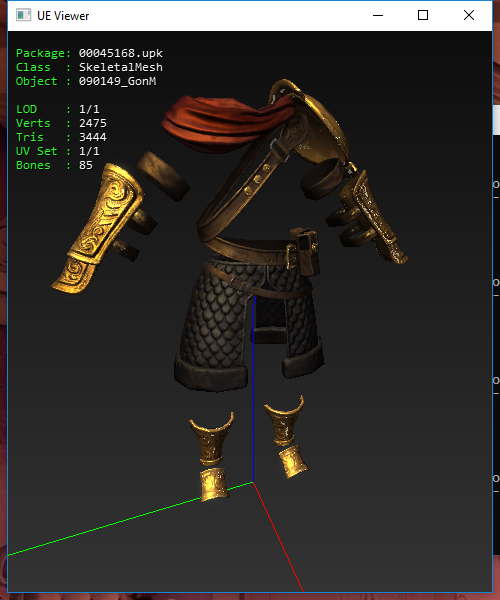 UE Viewer
Package: 00045168.upk
Class : SkeletalMesh
Object : 090149_GonM
LOD : 1/1
Verts : 2475
Tris : 3444
UV Set : 1/1
Bones : 85